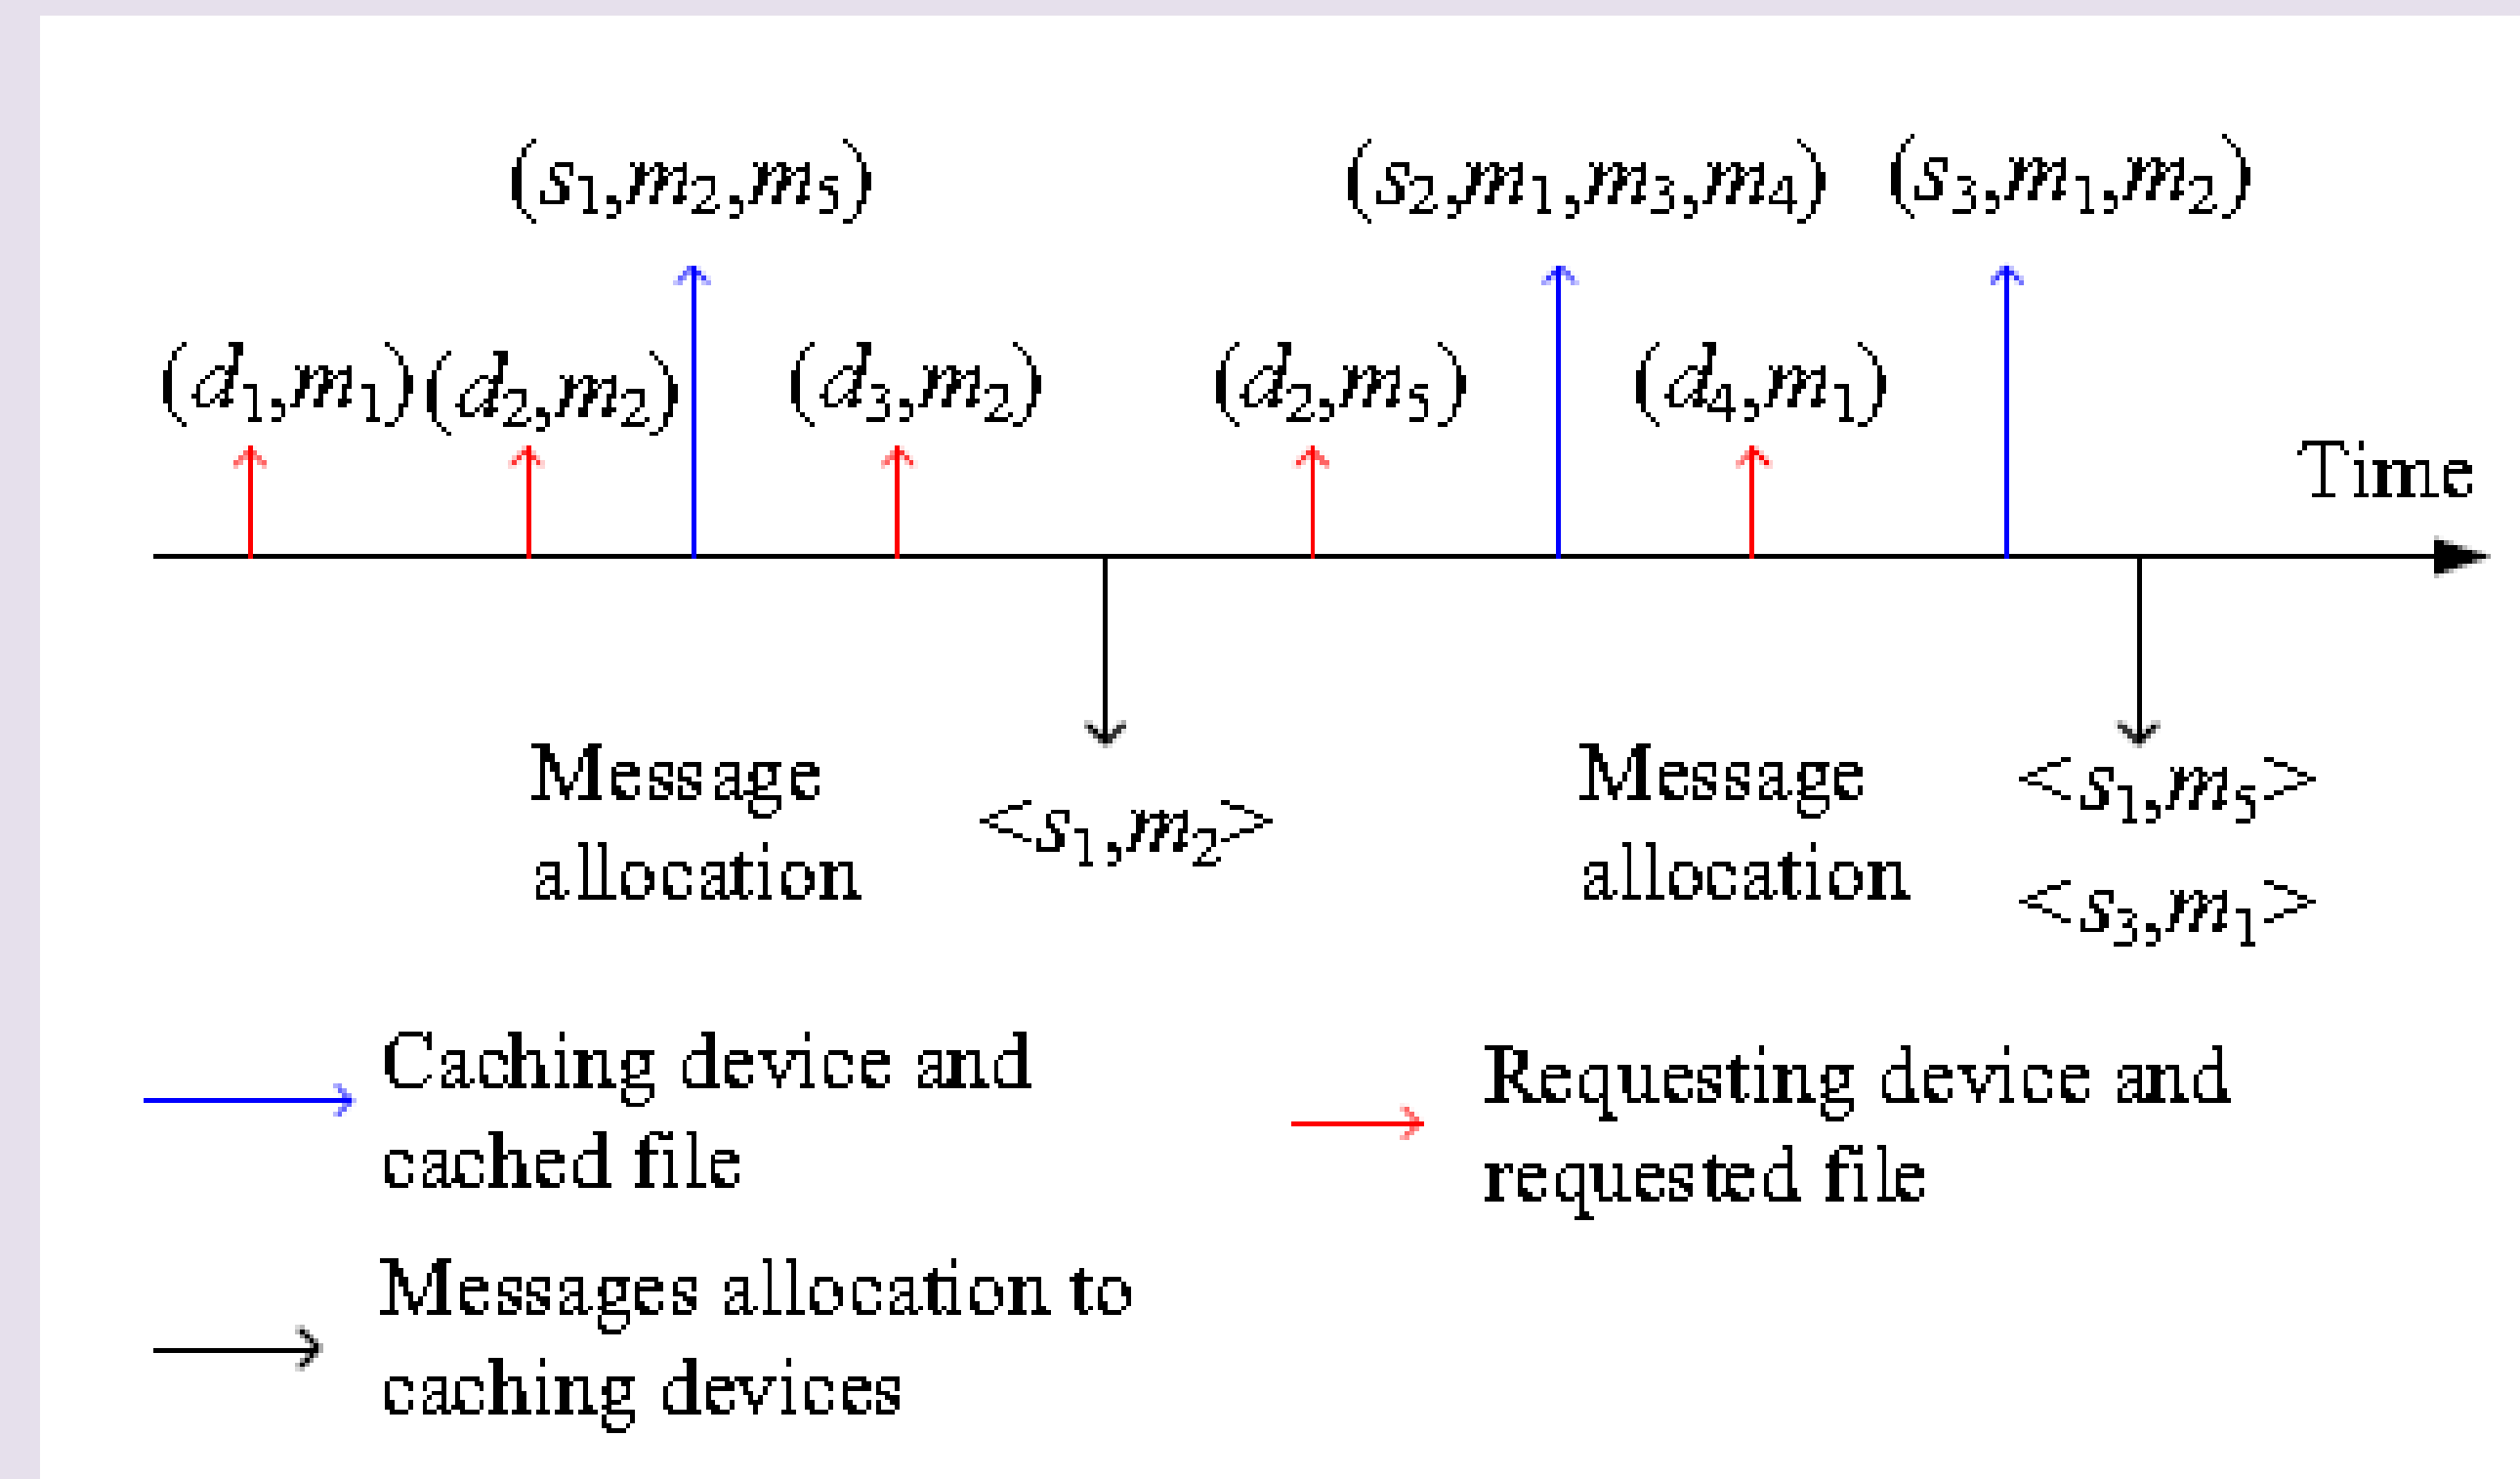 (s₁,m₂,m₅) (s₂,m₁,m₃,m₄) (s₃,m₁,m₂)
(d₁,m₁) (d₂,m₂) (d₃,m₂) (d₂,m₅) (d₄,m₁)
Time
Message
allocation
<s₁,m₂>
Message
allocation
<s₁,m₅>
<s₃,m₁>
Caching device and
cached file
Requesting device and
requested file
Messages allocation to
caching devices